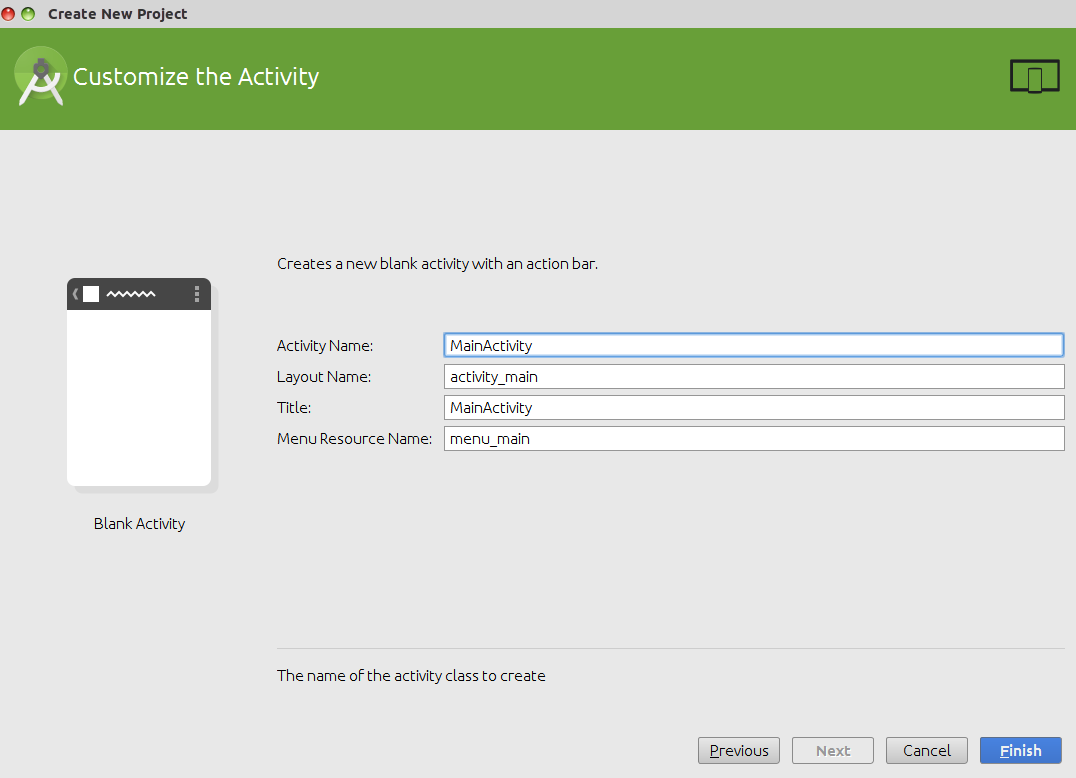 Create New Project
Customize the Activity
Creates a new blank activity with an action bar.
Activity Name: MainActivity
Layout Name: activity_main
Title: MainActivity
Menu Resource Name: menu_main
Blank Activity
The name of the activity class to create
Previous Next Cancel Finish